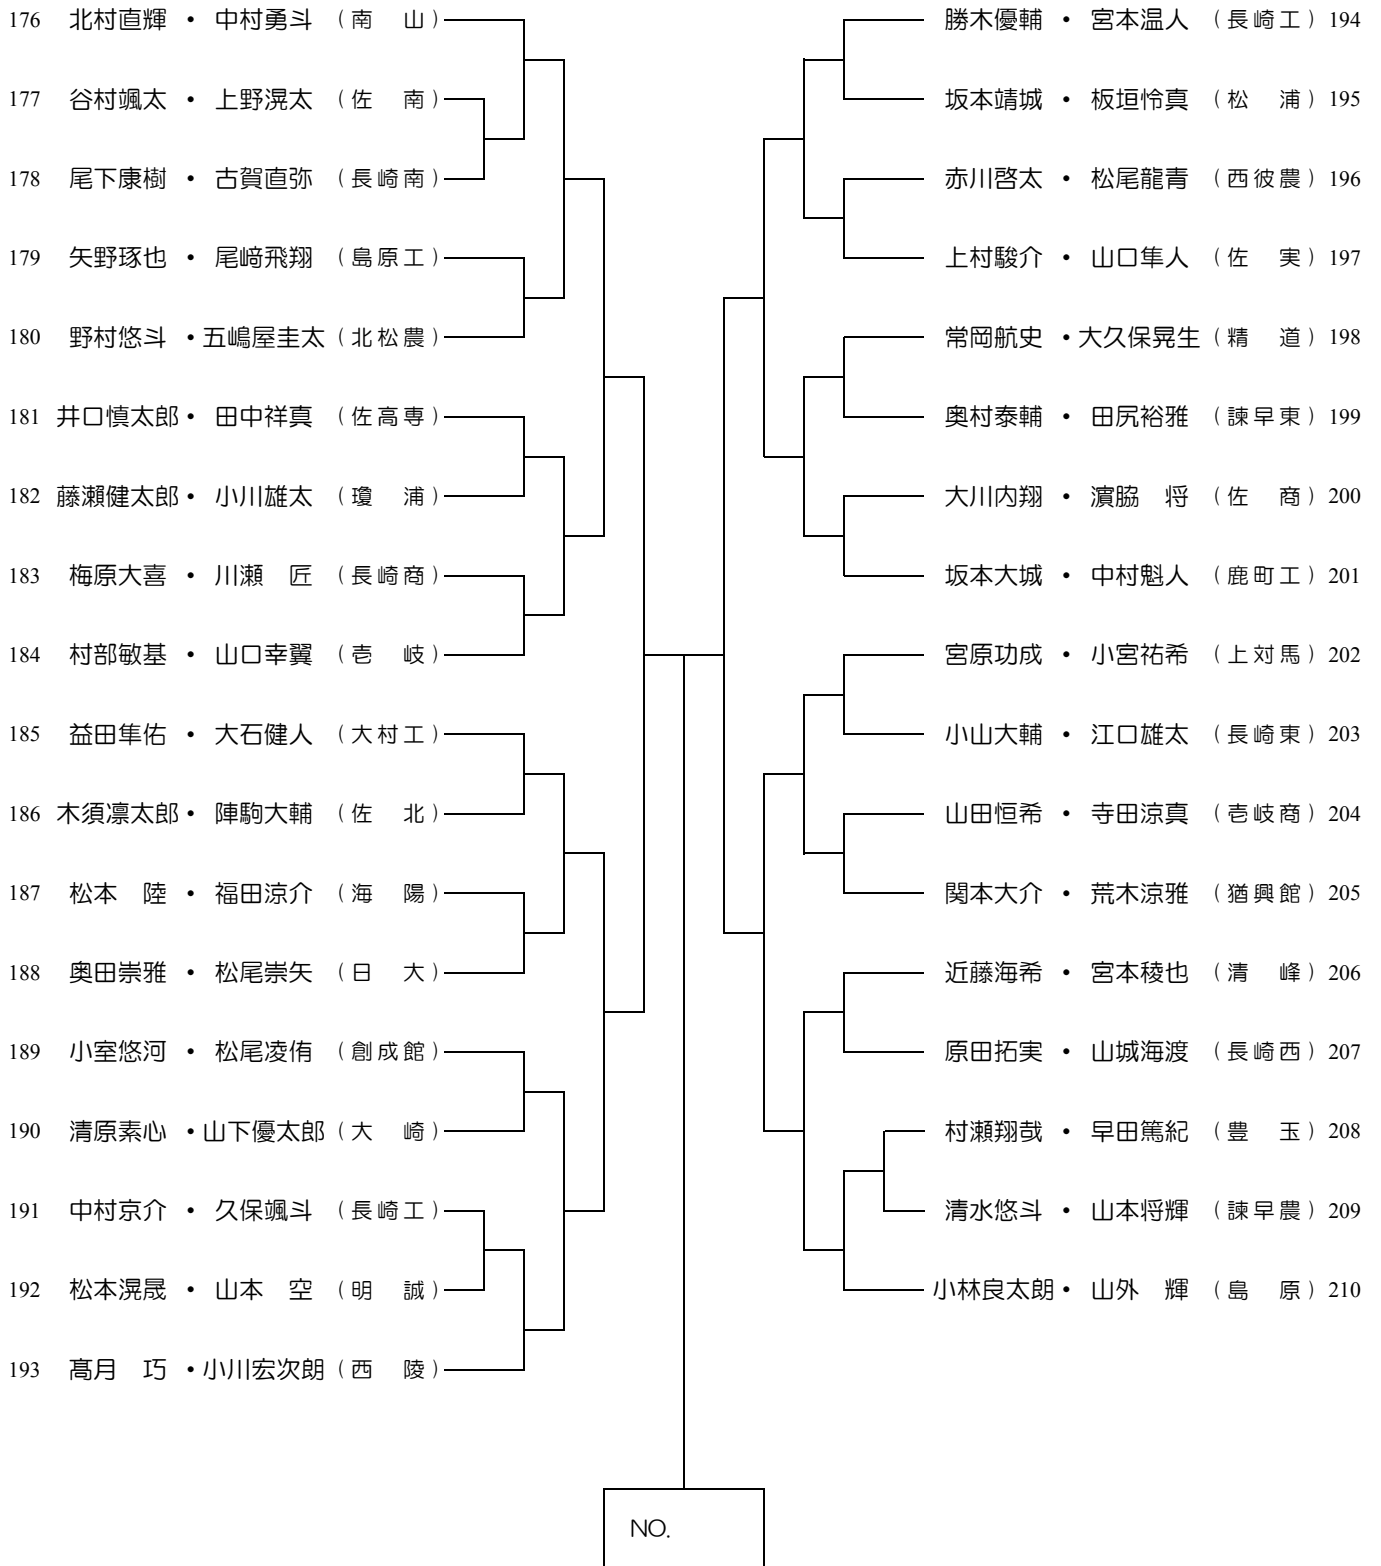 176 北村直輝 ・ 中村勇斗 （南　山）
177 谷村颯太 ・ 上野滉太 （佐　南）
178 尾下康樹 ・ 古賀直弥 （長崎南）
179 矢野琢也 ・ 尾﨑飛翔 （島原工）
180 野村悠斗 ・五嶋屋圭太（北松農）
181 井口慎太郎・ 田中祥真 （佐高専）
182 藤瀬健太郎・ 小川雄太 （瓊　浦）
183 梅原大喜 ・ 川瀬　匠 （長崎商）
184 村部敏基 ・ 山口幸翼 （壱　岐）
185 益田隼佑 ・ 大石健人 （大村工）
186 木須凛太郎・ 陣駒大輔 （佐　北）
187 松本　陸 ・ 福田涼介 （海　陽）
188 奥田崇雅 ・ 松尾崇矢 （日　大）
189 小室悠河 ・ 松尾凌侑 （創成館）
190 清原素心 ・山下優太郎（大　崎）
191 中村京介 ・ 久保颯斗 （長崎工）
192 松本滉晟 ・ 山本　空 （明　誠）
193 髙月　巧 ・小川宏次朗（西　陵）
勝木優輔 ・ 宮本温人 （長崎工）194
坂本靖城 ・ 板垣怜真 （松　浦）195
赤川啓太 ・ 松尾龍青 （西彼農）196
上村駿介 ・ 山口隼人 （佐　実）197
常岡航史 ・大久保晃生（精　道）198
奥村泰輔 ・ 田尻裕雅 （諫早東）199
大川内翔 ・ 濵脇　将 （佐　商）200
坂本大城 ・ 中村魁人 （鹿町工）201
宮原功成 ・ 小宮祐希 （上対馬）202
小山大輔 ・ 江口雄太 （長崎東）203
山田恒希 ・ 寺田涼真 （壱岐商）204
関本大介 ・ 荒木涼雅 （猶興館）205
近藤海希 ・ 宮本稜也 （清　峰）206
原田拓実 ・ 山城海渡 （長崎西）207
村瀬翔哉 ・ 早田篤紀 （豊　玉）208
清水悠斗 ・ 山本将輝 （諫早農）209
小林良太朗・ 山外　輝 （島　原）210
NO.